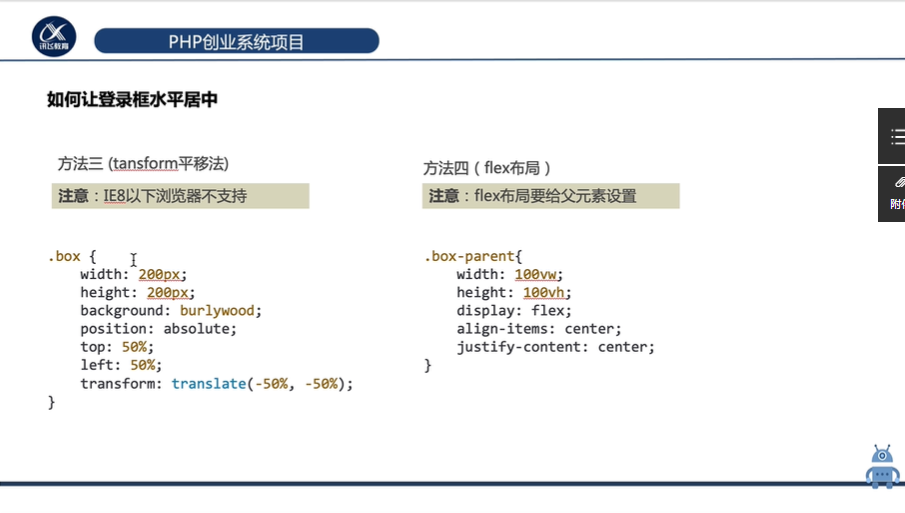 讯飞教育
PHP创业系统项目
如何让登录框水平居中
方法三 (tansform平移法)
注意：IE8以下浏览器不支持
.box {
width: 200px;
height: 200px;
background: burlywood;
position: absolute;
top: 50%;
left: 50%;
transform: translate(-50%, -50%);
}
方法四（ flex布局 ）
注意：flex布局要给父元素设置
.box-parent{
width: 100vw;
height: 100vh;
display: flex;
align-items: center;
justify-content: center;
}